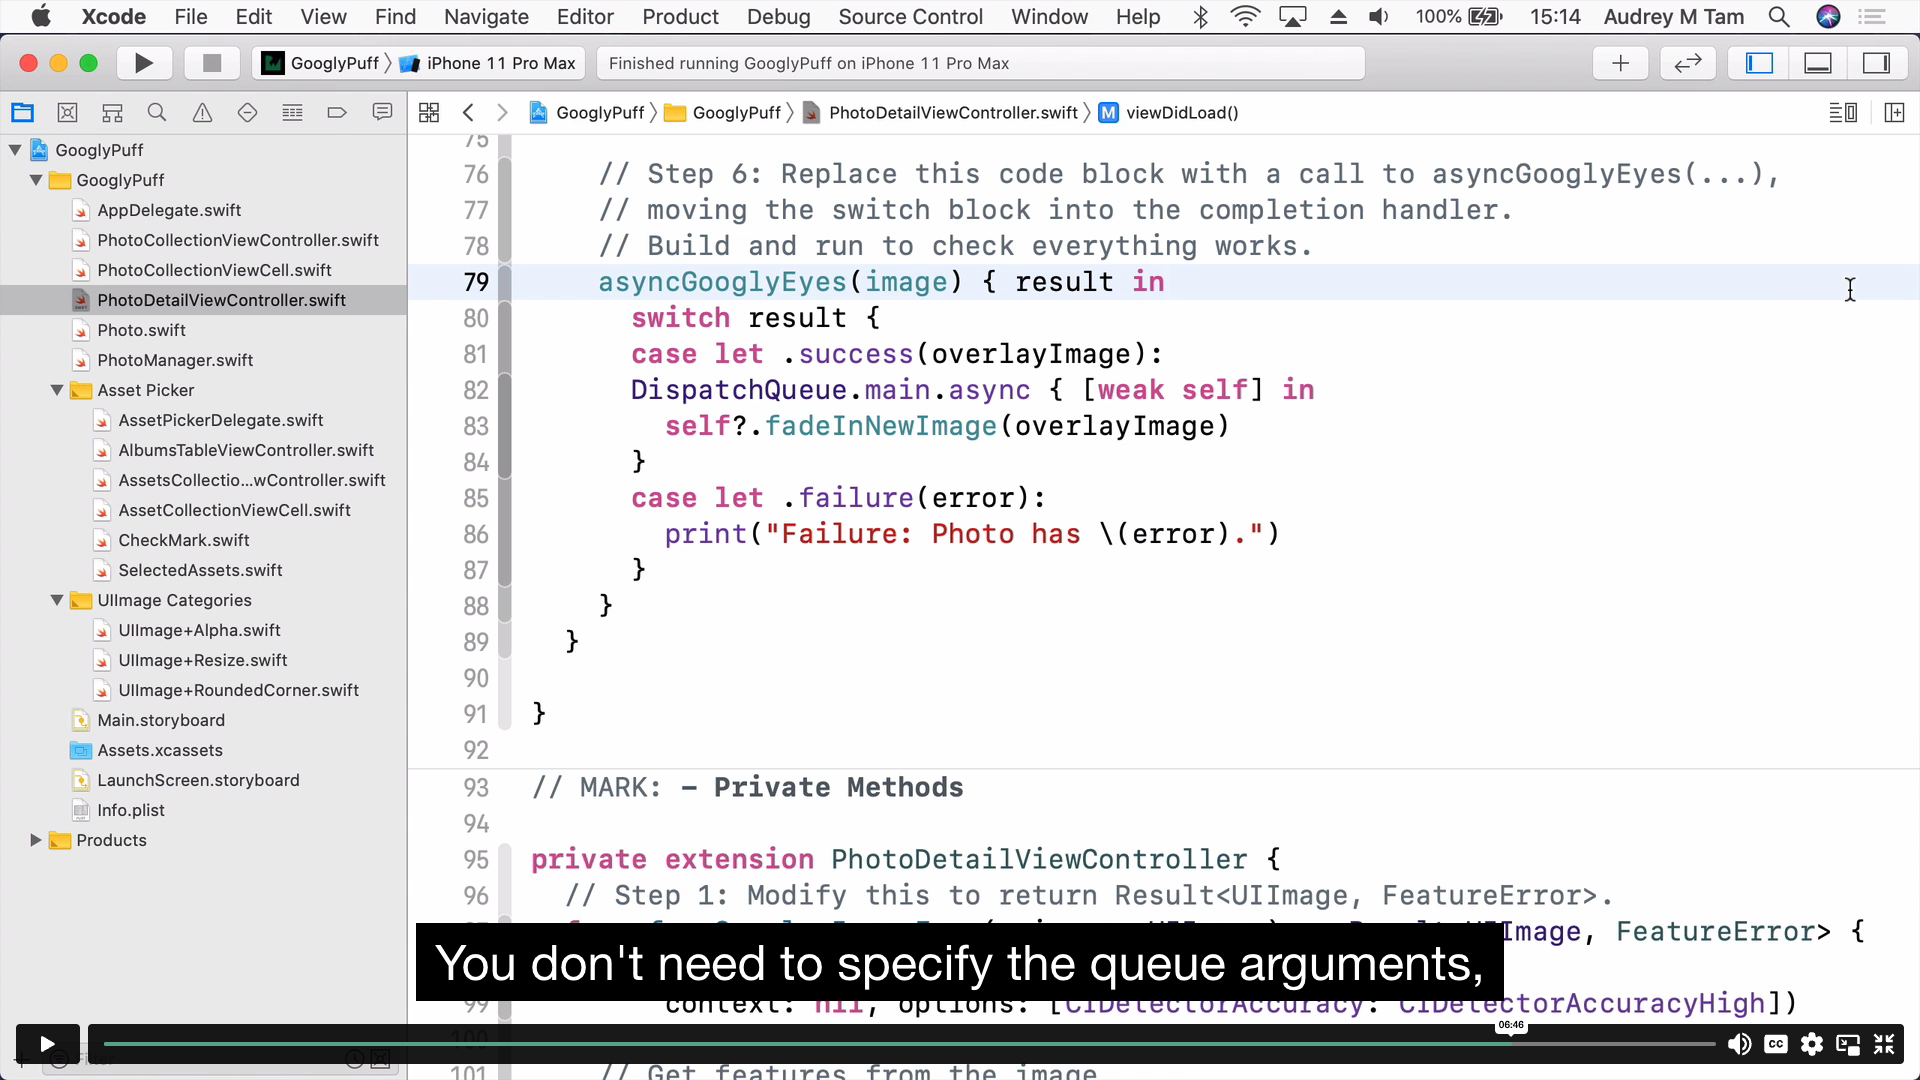 Xcode File Edit View Find Navigate Editor Product Debug Source Control Window Help 100% 15:14 Audrey M Tam
GooglyPuff iPhone 11 Pro Max Finished running GooglyPuff on iPhone 11 Pro Max
GooglyPuff GooglyPuff PhotoDetailViewController.swift M viewDidLoad()
GooglyPuff
GooglyPuff
AppDelegate.swift
PhotoCollectionViewController.swift
PhotoCollectionViewCell.swift
PhotoDetailViewController.swift
Photo.swift
PhotoManager.swift
Asset Picker
AssetPickerDelegate.swift
AlbumsTableViewController.swift
AssetsCollectio...wController.swift
AssetCollectionViewCell.swift
CheckMark.swift
SelectedAssets.swift
UIImage Categories
UIImage+Alpha.swift
UIImage+Resize.swift
UIImage+RoundedCorner.swift
Main.storyboard
Assets.xcassets
LaunchScreen.storyboard
Info.plist
Products
Filter
75
76 // Step 6: Replace this code block with a call to asyncGooglyEyes(...),
77 // moving the switch block into the completion handler.
78 // Build and run to check everything works.
79 asyncGooglyEyes(image) { result in
80 switch result {
81 case let .success(overlayImage):
82 DispatchQueue.main.async { [weak self] in
83 self?.fadeInNewImage(overlayImage)
84 }
85 case let .failure(error):
86 print("Failure: Photo has \(error).")
87 }
88 }
89 }
90
91 }
92
93 // MARK: - Private Methods
94
95 private extension PhotoDetailViewController {
96 // Step 1: Modify this to return Result<UIImage, FeatureError>.
Image, FeatureError> {
You don't need to specify the queue arguments,
99 context: nil, options: [CIDetectorAccuracy: CIDetectorAccuracyHigh])
06:46
CC
100
101 // Get features from the image